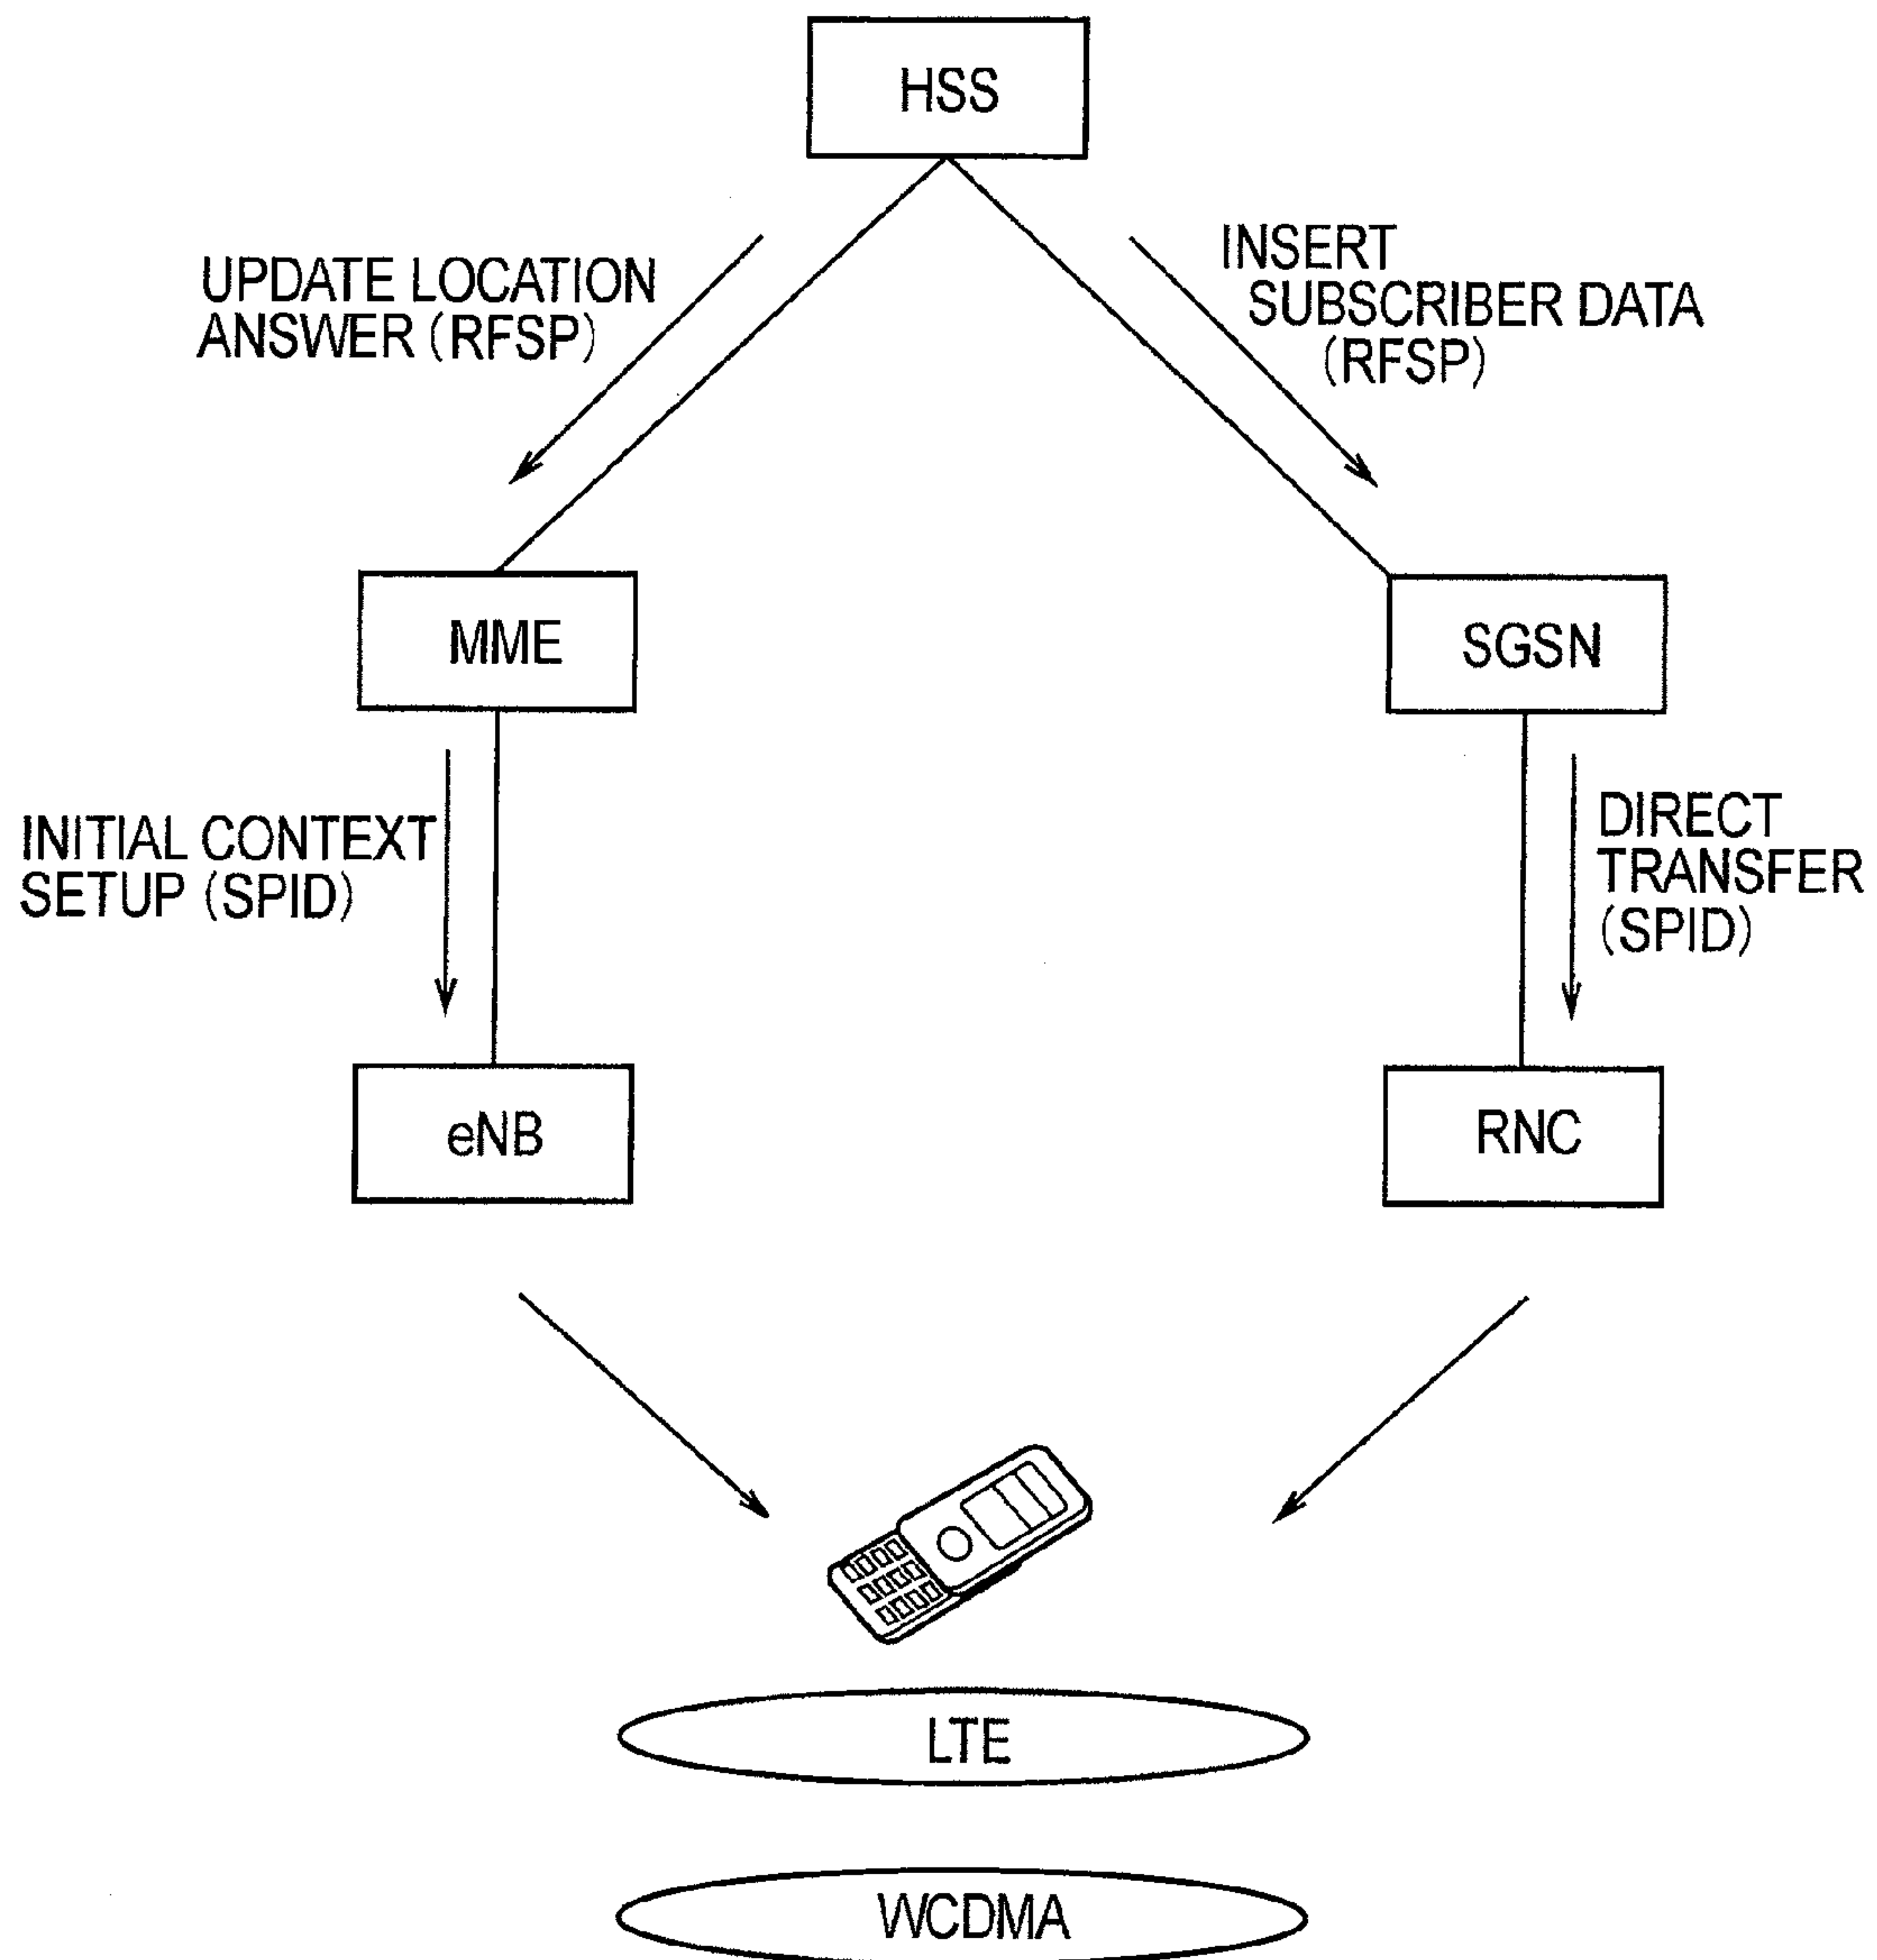 HSS
UPDATE LOCATION
ANSWER (RFSP)
INSERT
SUBSCRIBER DATA
(RFSP)
MME
SGSN
INITIAL CONTEXT
SETUP (SPID)
DIRECT
TRANSFER
(SPID)
eNB
RNC
LTE
WCDMA